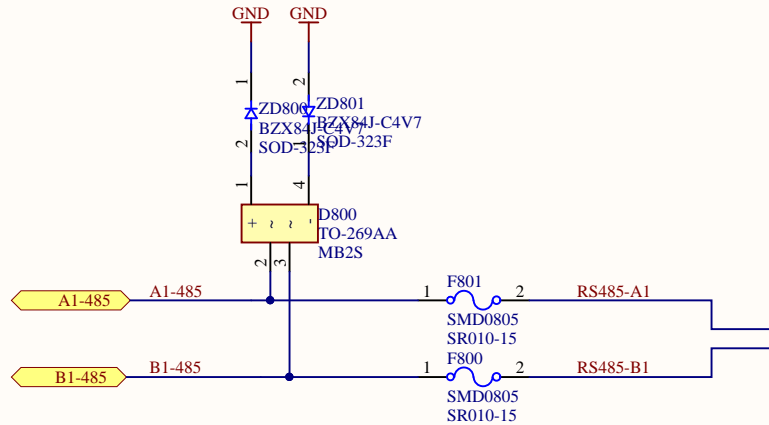 GND
GND
1
2
ZD800
BZX84J-C4V7
SOD-323F
2
ZD801
BZX84J-C4V7
SOD-323F
1
1
4
+
~
~
-
D800
TO-269AA
MB2S
2
3
A1-485
A1-485
1
F801
2
SMD0805
SR010-15
RS485-A1
B1-485
B1-485
1
F800
2
SMD0805
SR010-15
RS485-B1